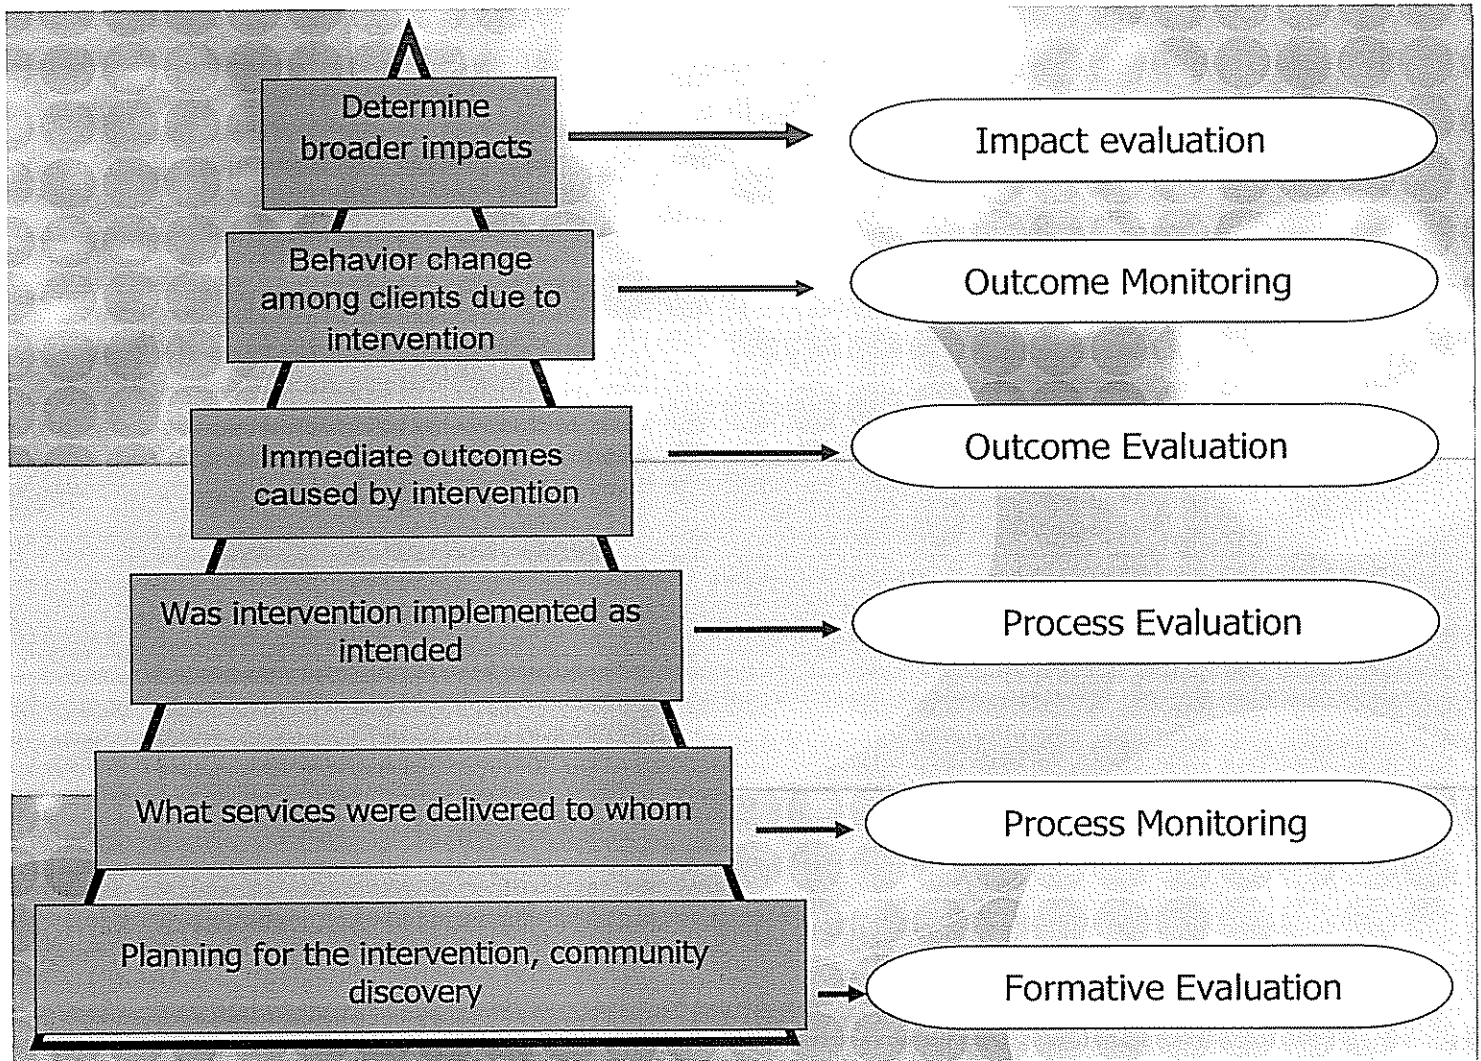 Determine
broader impacts
Impact evaluation
Behavior change
among clients due to
intervention
Outcome Monitoring
Immediate outcomes
caused by intervention
Outcome Evaluation
Was intervention implemented as
intended
Process Evaluation
What services were delivered to whom
Process Monitoring
Planning for the intervention, community
discovery
Formative Evaluation